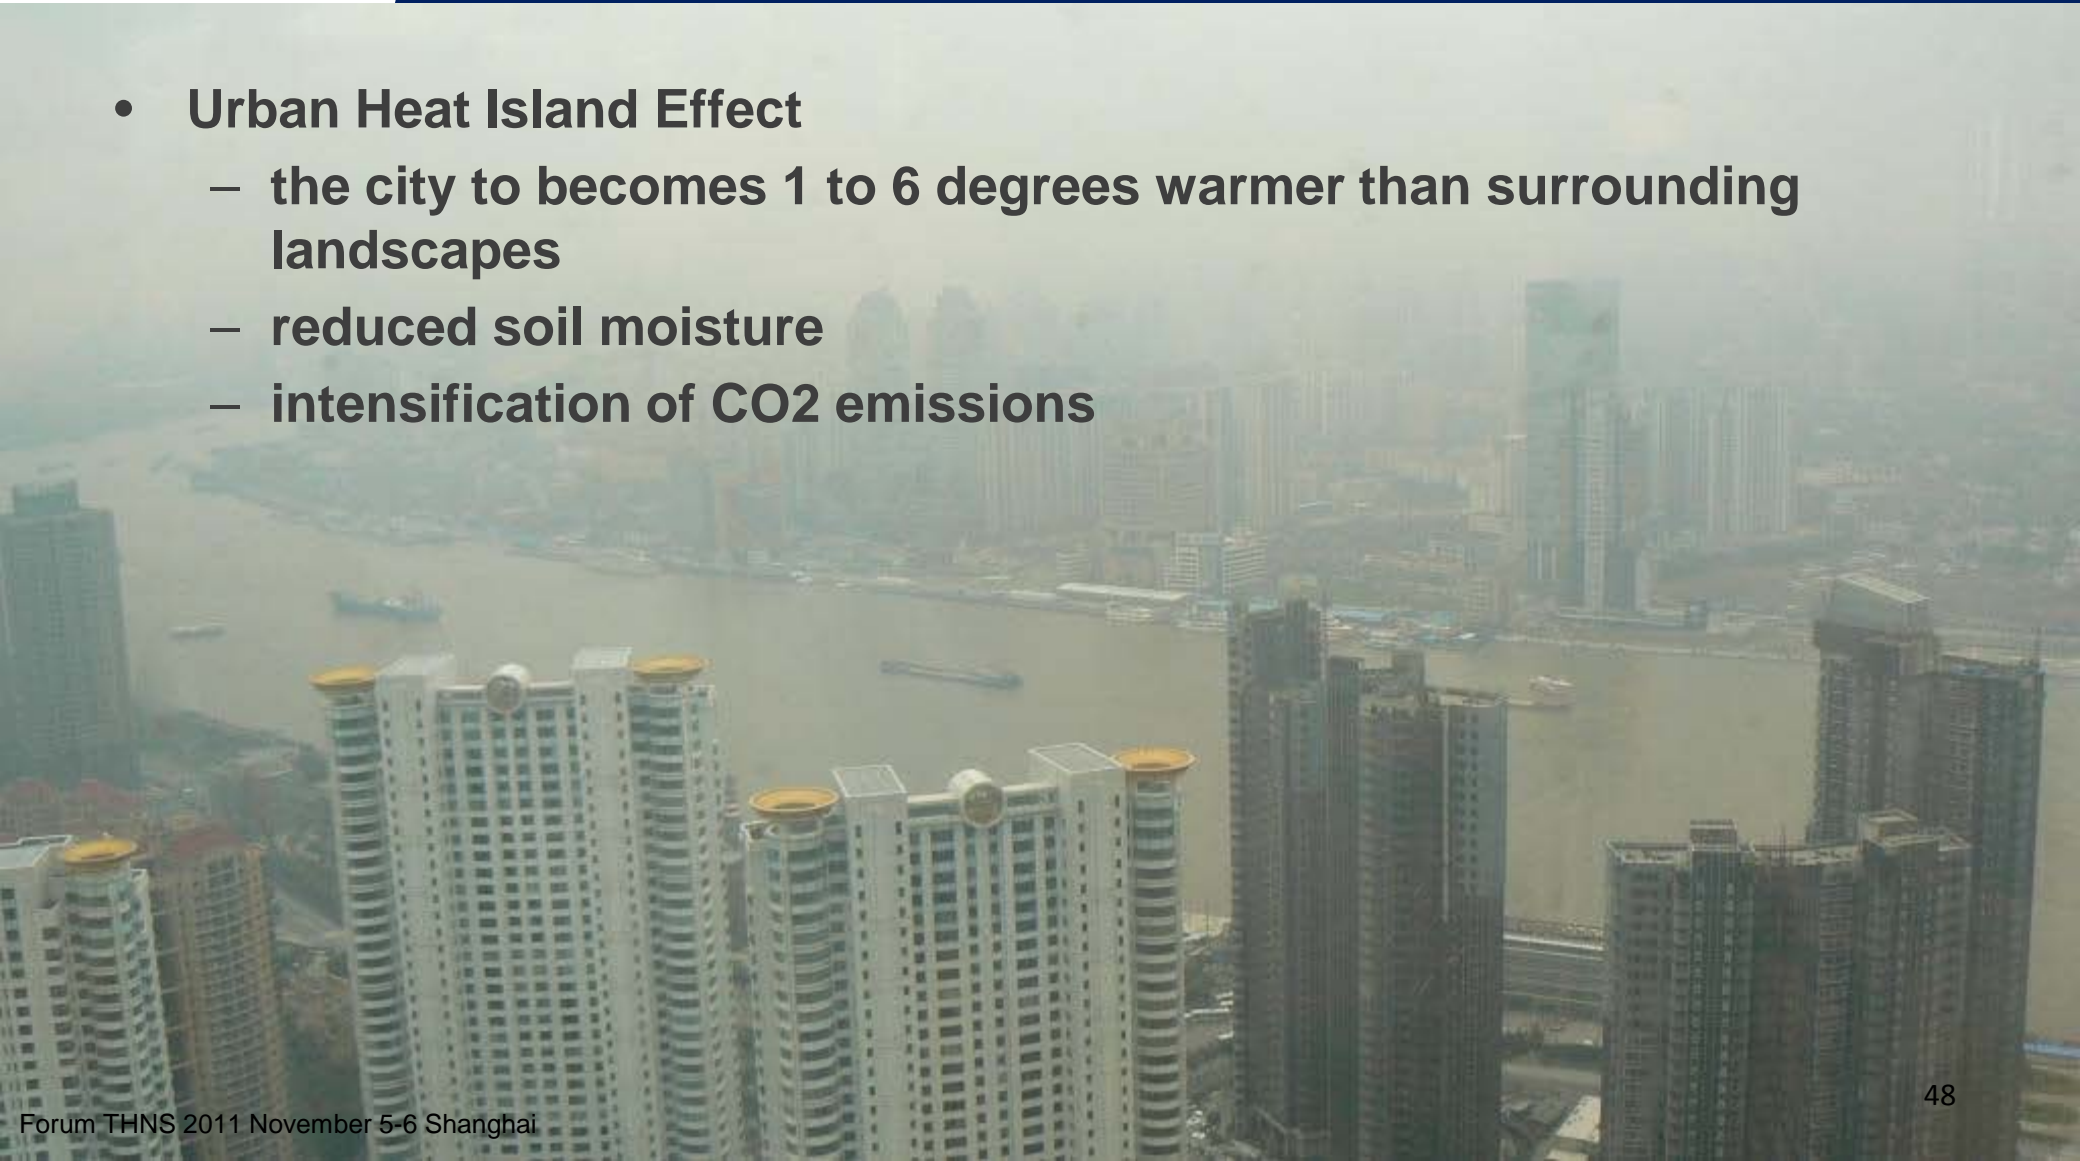 • Urban Heat Island Effect
– the city to becomes 1 to 6 degrees warmer than surrounding
landscapes
– reduced soil moisture
– intensification of CO2 emissions
48
Forum THNS 2011 November 5-6 Shanghai